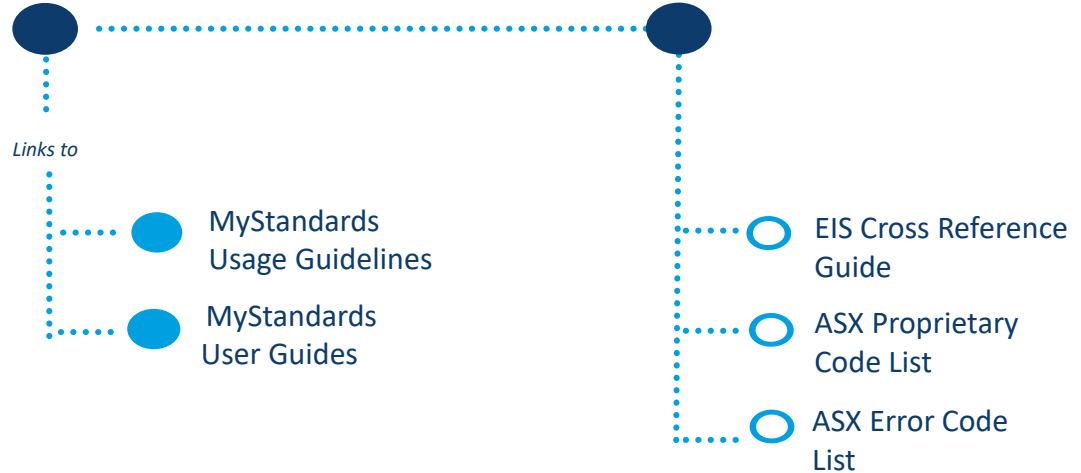 Links to
MyStandards
Usage Guidelines
MyStandards
User Guides
EIS Cross Reference
Guide
ASX Proprietary
Code List
ASX Error Code
List